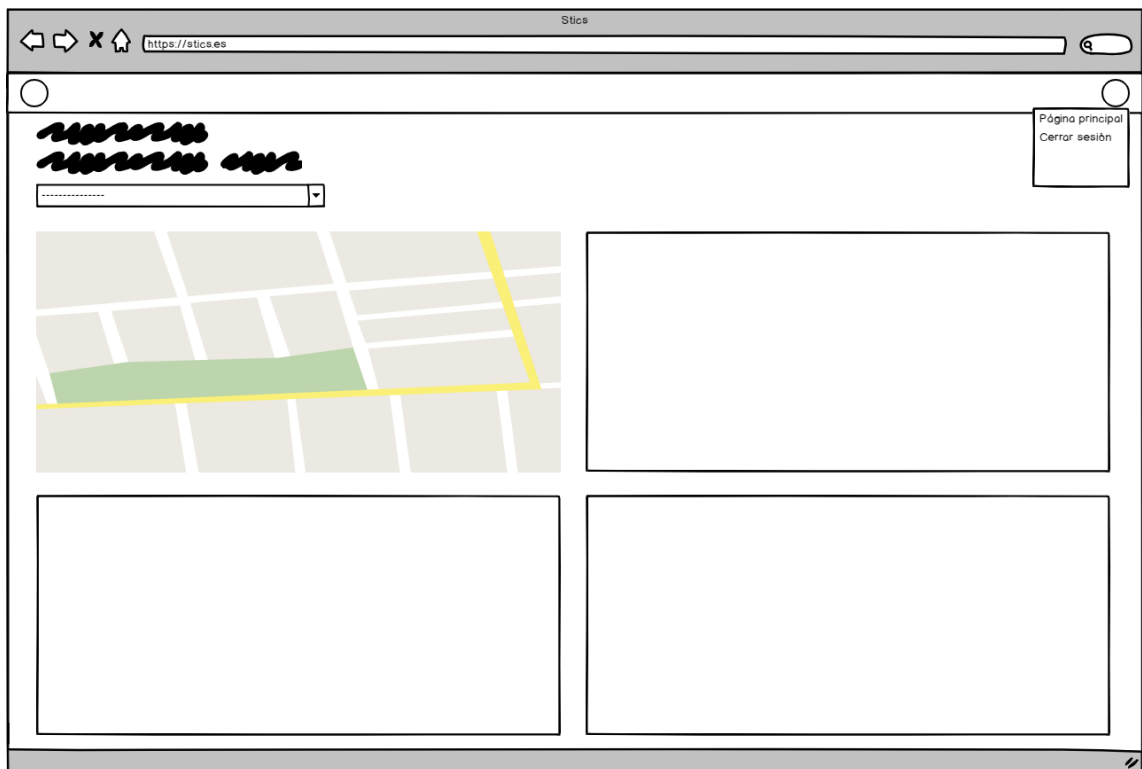 Stics
https://stics.es
Página principal
Cerrar sesión
---------------